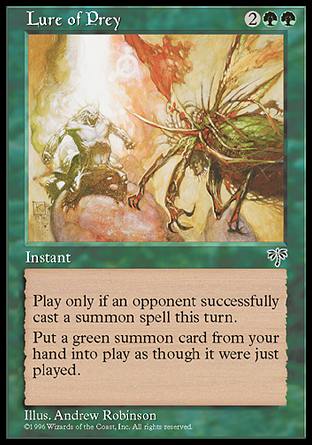 Lure of Prey 2
Instant
Play only if an opponent successfully
cast a summon spell this turn.
Put a green summon card from your
hand into play as though it were just
played.
Illus. Andrew Robinson
©1996 Wizards of the Coast, Inc. All rights reserved.